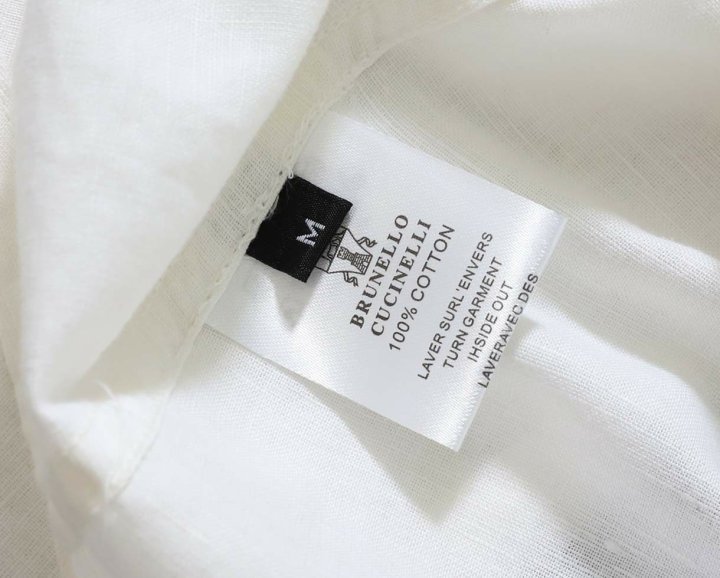 M
BRUNELLO
CUCINELLI
100% COTTON
LAVER SURL'ENVERS
TURN GARMENT
IHSIDE OUT
LAVERAVEC DES